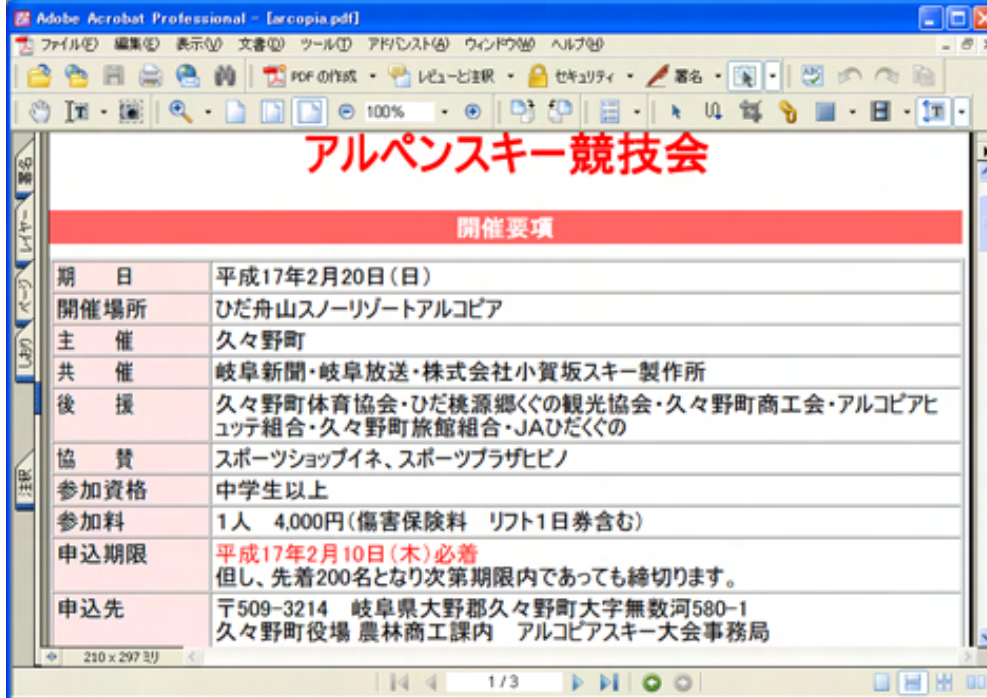 Adobe Acrobat Professional - [arcopia.pdf]
ファイル(F) 編集(E) 表示(V) 文書(D) ツール(T) アドバンスト(A) ウィンドウ(W) ヘルプ(H)
PDF の作成 レビューと注釈 セキュリティ 署名
100%
アルペンスキー競技会
開催要項
期 日 平成17年2月20日(日)
開催場所 ひだ舟山スノーリゾートアルコピア
主 催 久々野町
共 催 岐阜新聞・岐阜放送・株式会社小賀坂スキー製作所
後 援 久々野町体育協会・ひだ桃源郷くぐの観光協会・久々野町商工会・アルコピアヒ
ュッテ組合・久々野町旅館組合・JAひだくぐの
協 賛 スポーツショップイネ、スポーツプラザヒビノ
参加資格 中学生以上
参加料 1人 4,000円(傷害保険料 リフト1日券含む)
申込期限 平成17年2月10日(木)必着
但し、先着200名となり次第期限内であっても締切ります。
申込先 〒509-3214 岐阜県大野郡久々野町大字無数河580-1
久々野町役場 農林商工課内 アルコピアスキー大会事務局
署名
レイヤー
ページ
しおり
注釈
210 x 297 ミリ
1 / 3